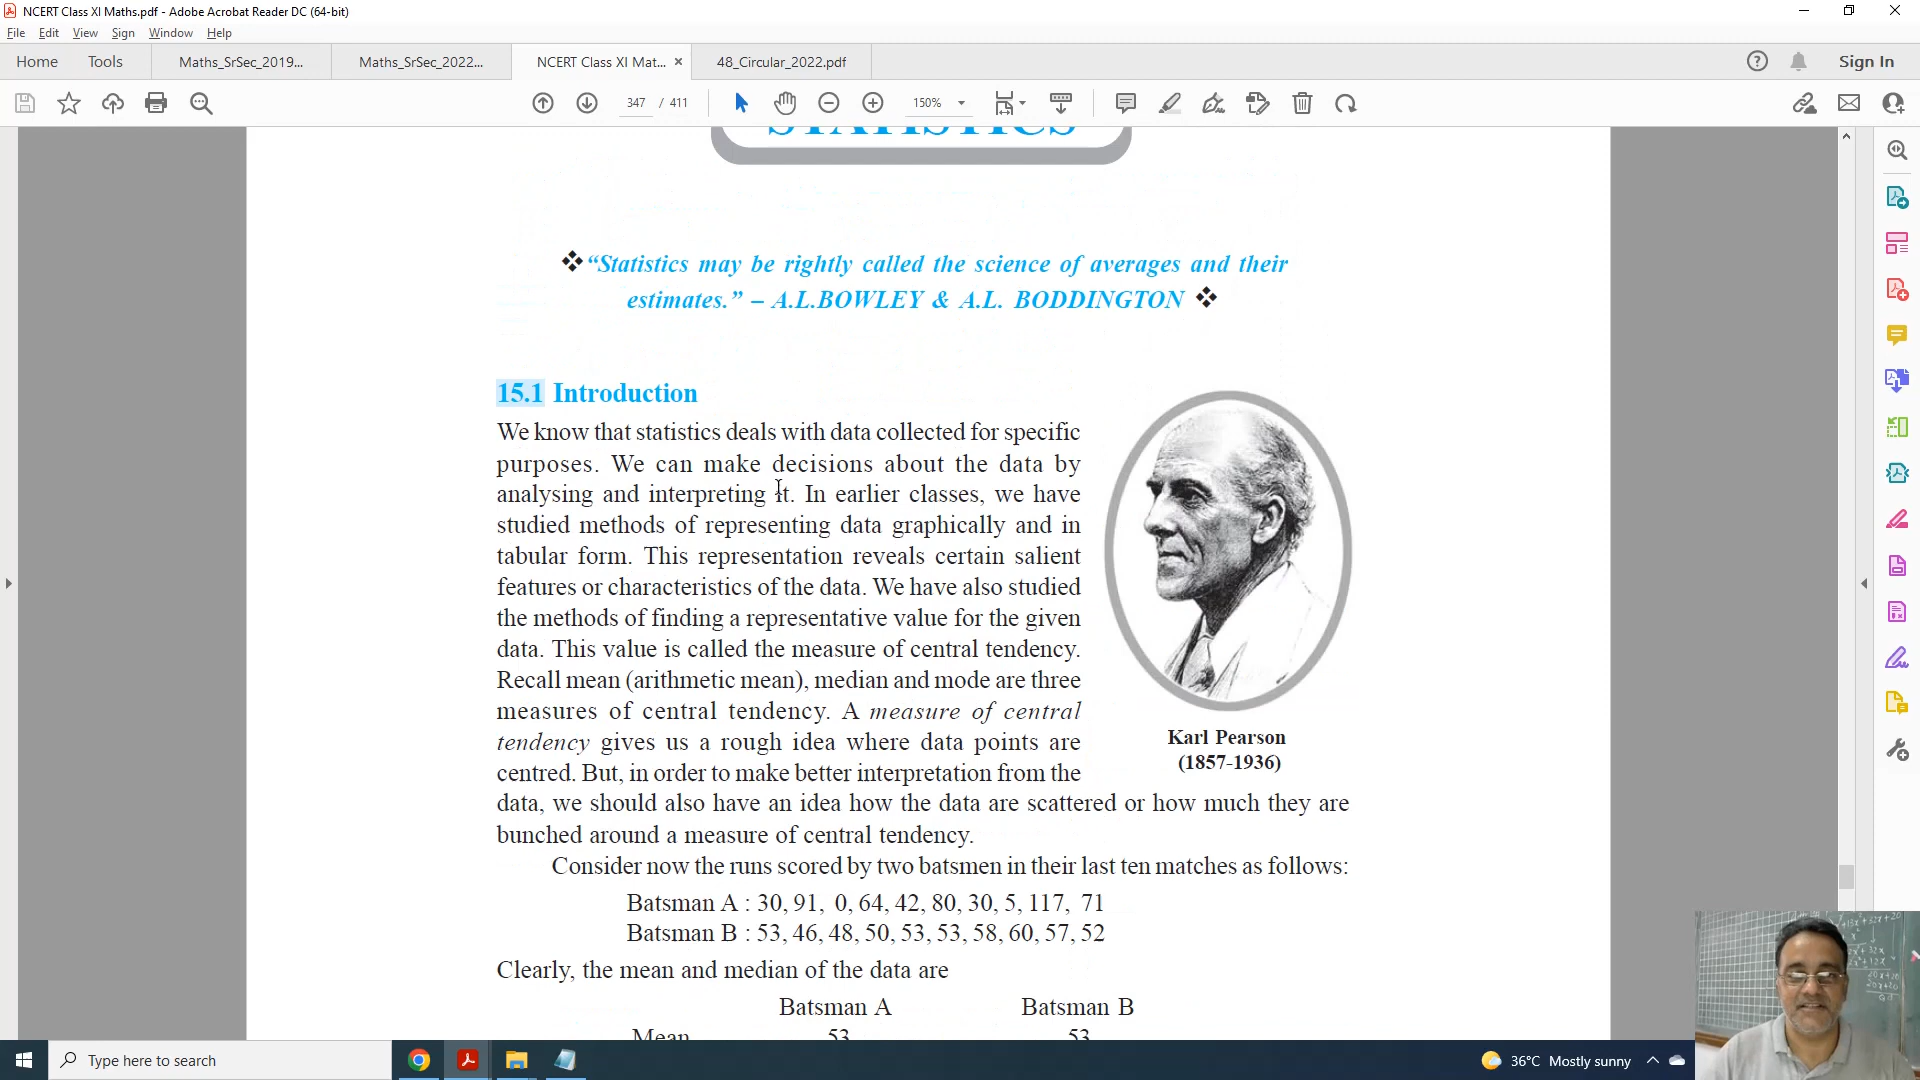 NCERT Class XI Maths.pdf - Adobe Acrobat Reader DC (64-bit)
File Edit View Sign Window Help
Home Tools Maths_SrSec_2019... Maths_SrSec_2022... NCERT Class XI Mat... × 48_Circular_2022.pdf Sign In
347 / 411 150%
STATISTICS
❖“Statistics may be rightly called the science of averages and their
estimates.” – A.L.BOWLEY & A.L. BODDINGTON ❖
15.1 Introduction
We know that statistics deals with data collected for specific
purposes. We can make decisions about the data by
analysing and interpreting it. In earlier classes, we have
studied methods of representing data graphically and in
tabular form. This representation reveals certain salient
features or characteristics of the data. We have also studied
the methods of finding a representative value for the given
data. This value is called the measure of central tendency.
Recall mean (arithmetic mean), median and mode are three
measures of central tendency. A measure of central
tendency gives us a rough idea where data points are
centred. But, in order to make better interpretation from the
data, we should also have an idea how the data are scattered or how much they are
bunched around a measure of central tendency.
Karl Pearson
(1857-1936)
Consider now the runs scored by two batsmen in their last ten matches as follows:
Batsman A : 30, 91, 0, 64, 42, 80, 30, 5, 117, 71
Batsman B : 53, 46, 48, 50, 53, 53, 58, 60, 57, 52
Clearly, the mean and median of the data are
Batsman A Batsman B
Mean 53 53
Type here to search
36°C Mostly sunny